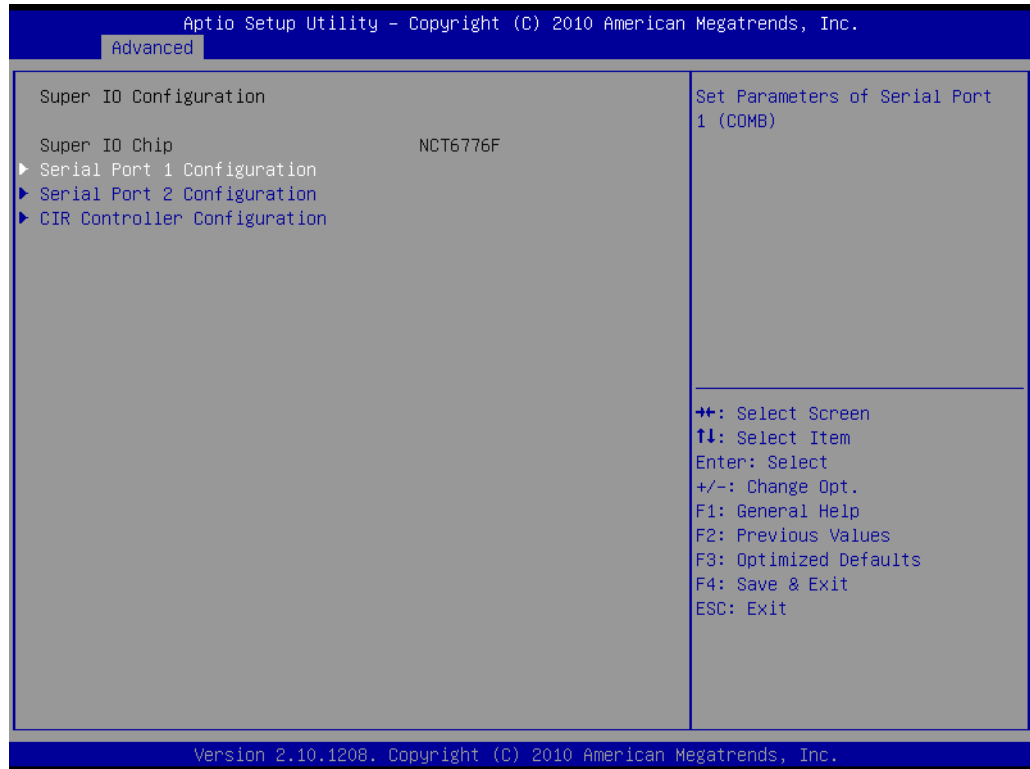 Aptio Setup Utility – Copyright (C) 2010 American Megatrends, Inc.
Advanced
Super IO Configuration
Super IO Chip NCT6776F
▶ Serial Port 1 Configuration
▶ Serial Port 2 Configuration
▶ CIR Controller Configuration
Set Parameters of Serial Port
1 (COMB)
→←: Select Screen
↑↓: Select Item
Enter: Select
+/-: Change Opt.
F1: General Help
F2: Previous Values
F3: Optimized Defaults
F4: Save & Exit
ESC: Exit
Version 2.10.1208. Copyright (C) 2010 American Megatrends, Inc.